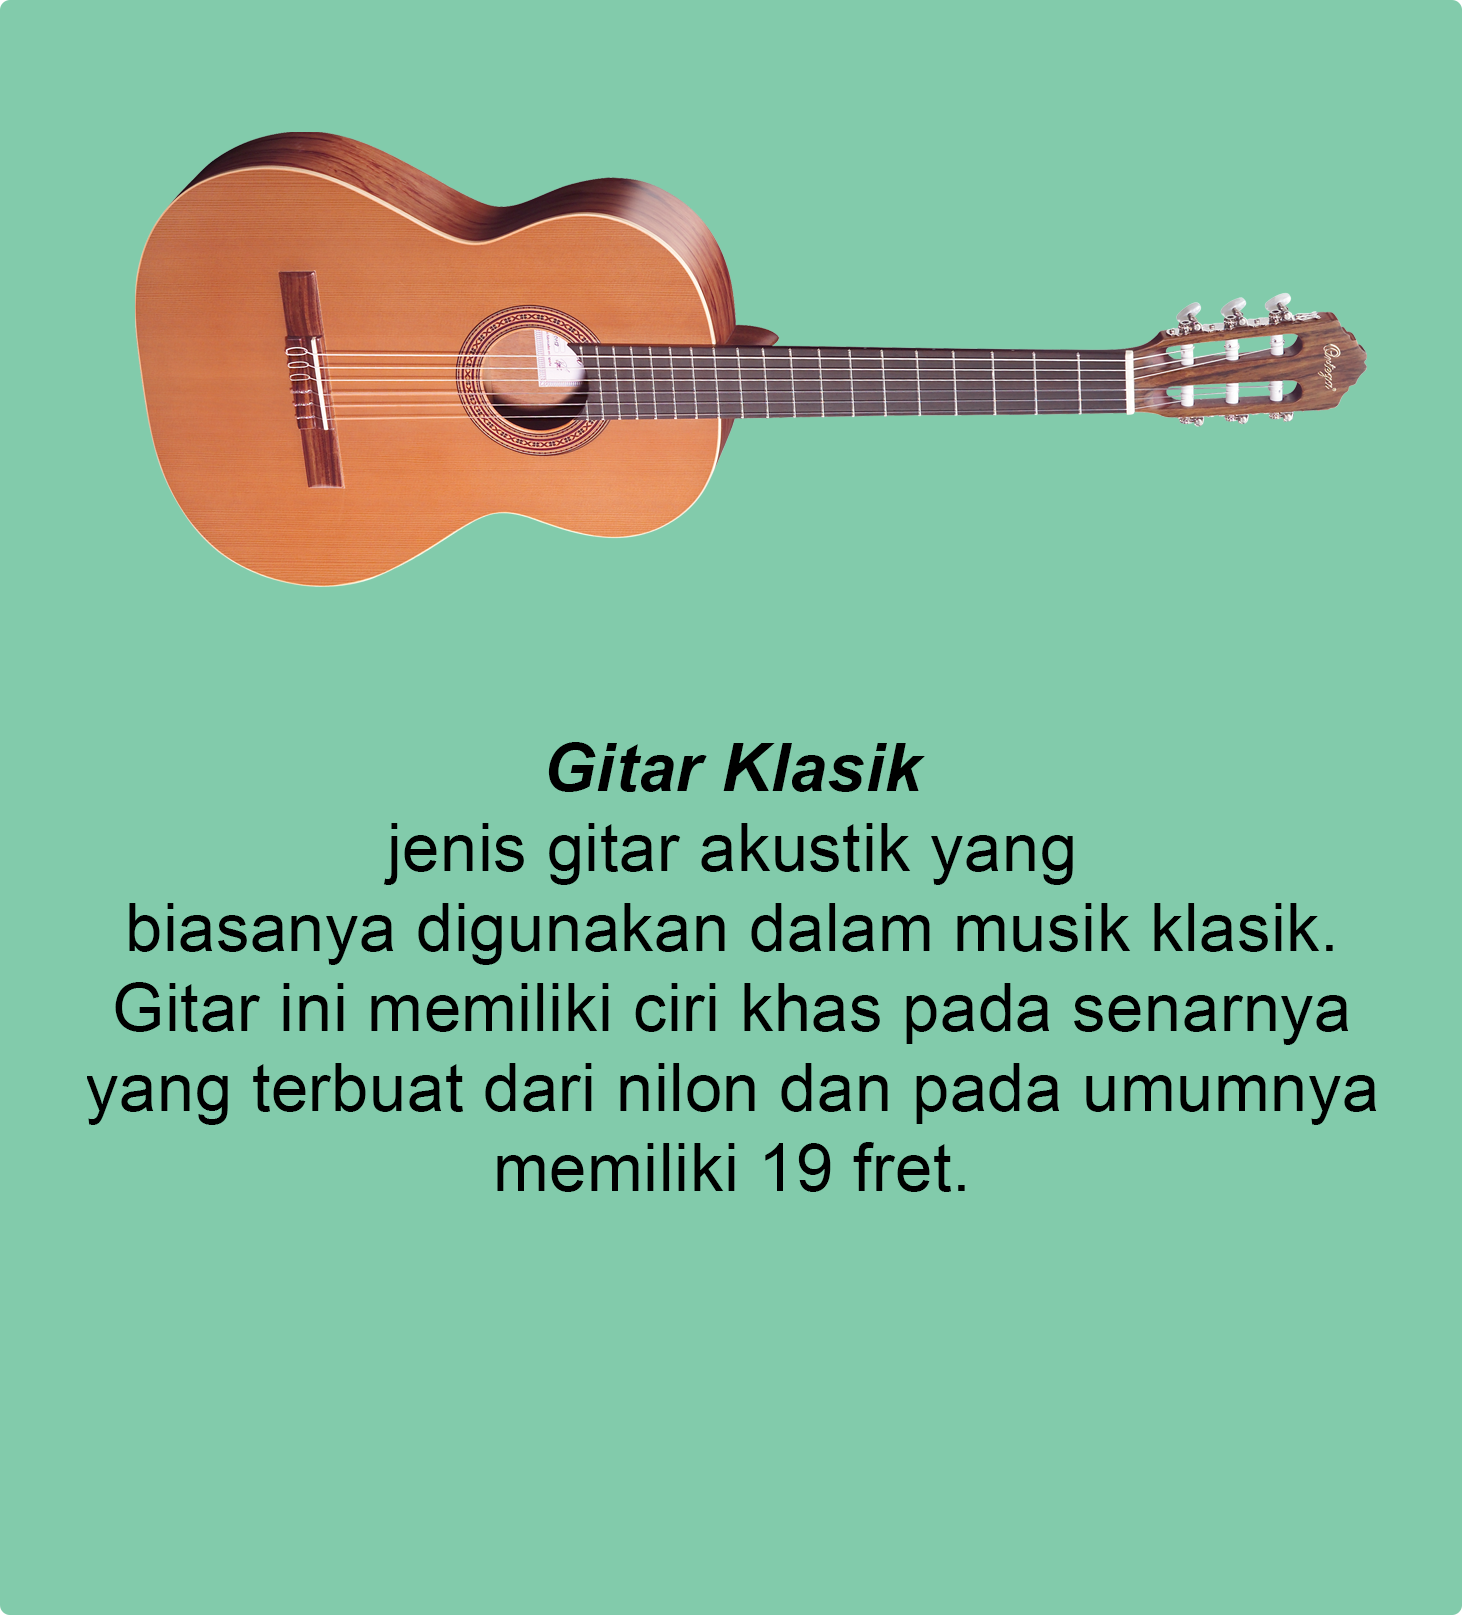 Ortega
Gitar Klasik
jenis gitar akustik yang
biasanya digunakan dalam musik klasik.
Gitar ini memiliki ciri khas pada senarnya
yang terbuat dari nilon dan pada umumnya
memiliki 19 fret.